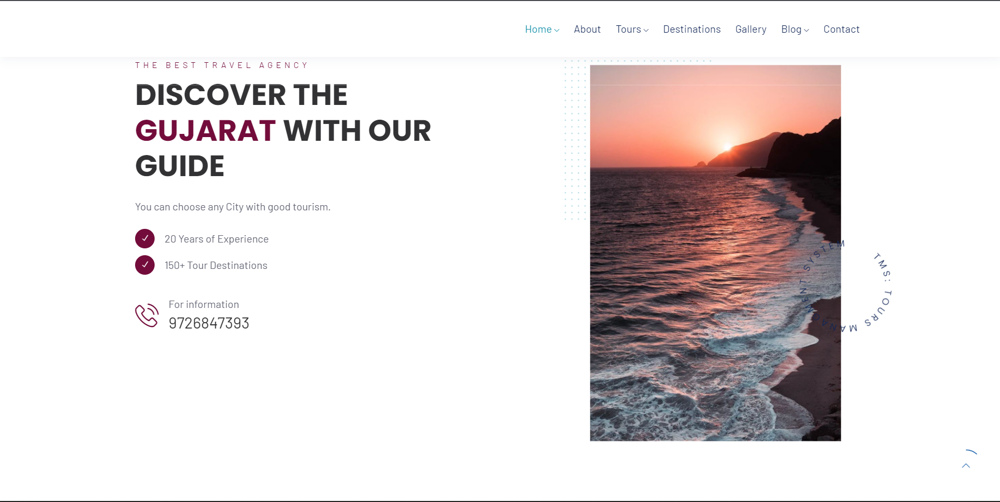 Home
About
Tours
Destinations
Gallery
Blog
Contact
THE BEST TRAVEL AGENCY
DISCOVER THE
GUJARAT WITH OUR
GUIDE
You can choose any City with good tourism.
20 Years of Experience
150+ Tour Destinations
For information
9726847393
TMS: TOURS MANAGMENT SYSTEM